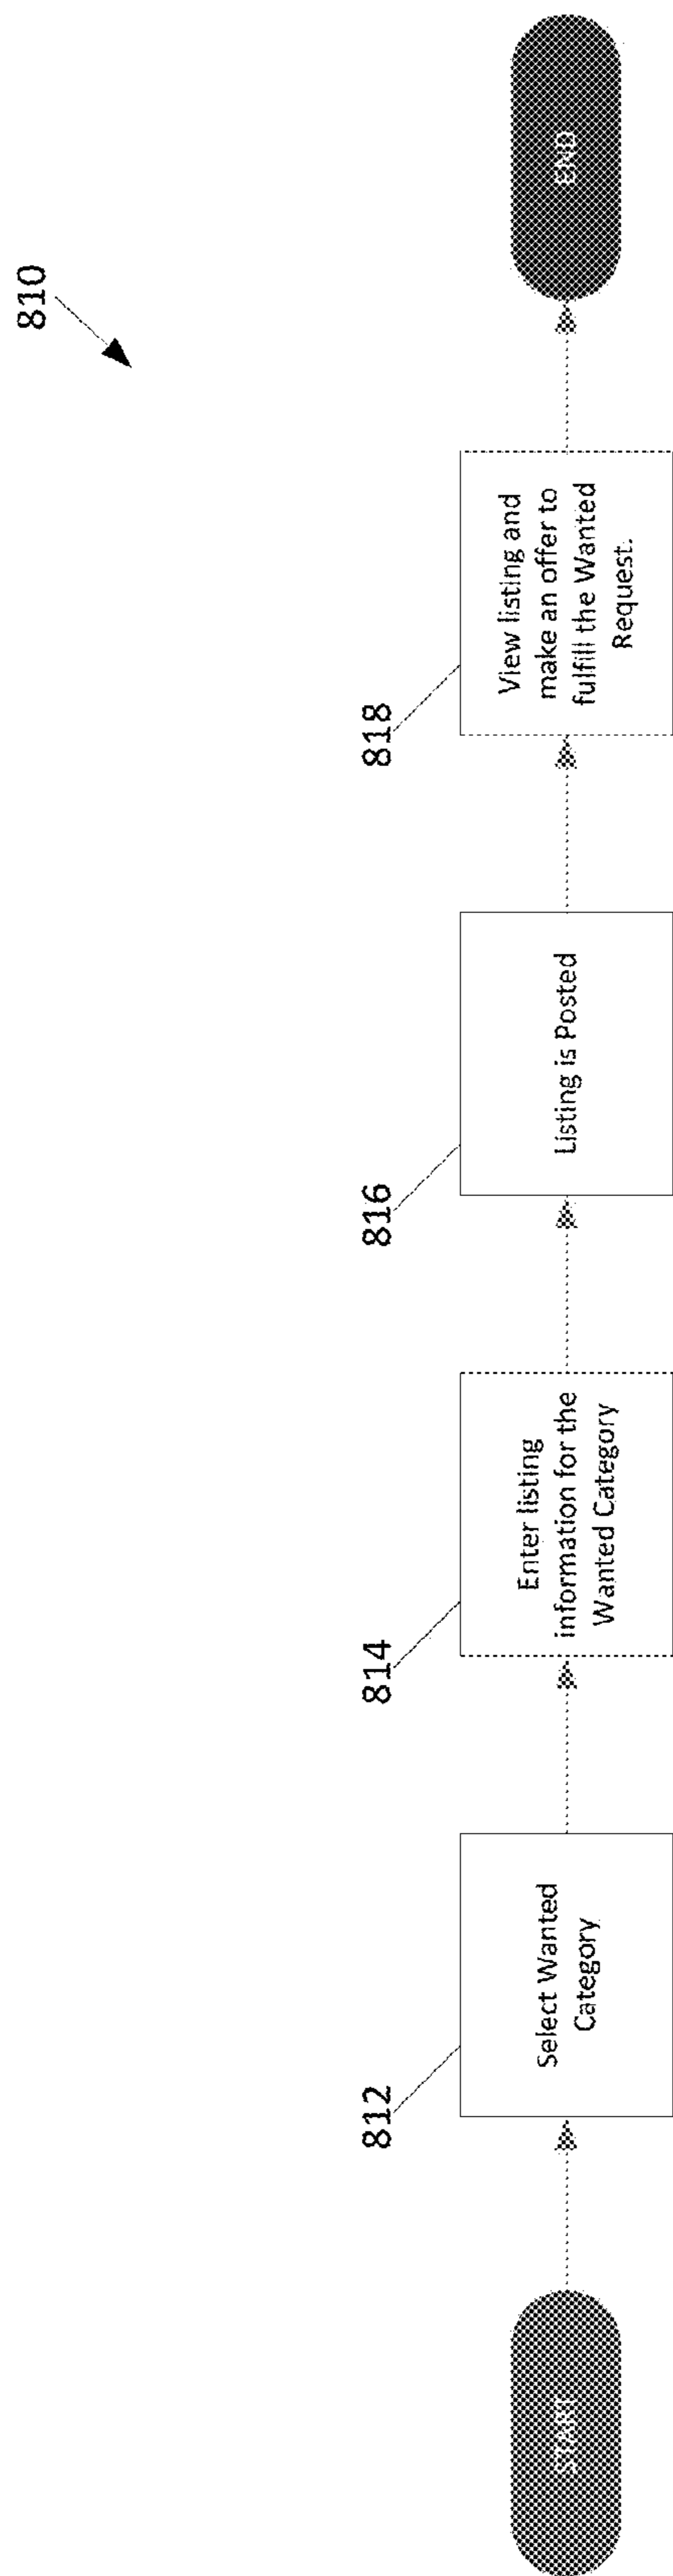 810
START
812
Select Wanted
Category
814
Enter listing
information for the
Wanted Category
816
Listing is Posted
818
View listing and
make an offer to
fulfill the Wanted
Request.
END